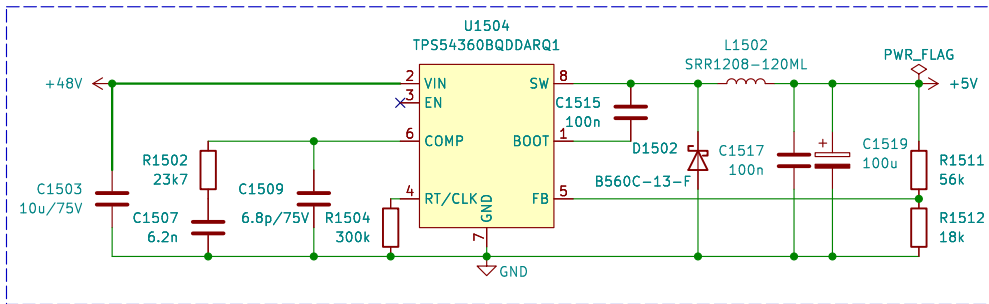 U1504
TPS54360BQDDARQ1
+48V
2
VIN
3
EN
6
COMP
4
RT/CLK
GND
7
SW
8
BOOT
1
FB
5
L1502
SRR1208-120ML
PWR_FLAG
+5V
C1515
100n
D1502
B560C-13-F
C1517
100n
+
C1519
100u
R1511
56k
R1512
18k
C1503
10u/75V
R1502
23k7
C1507
6.2n
C1509
6.8p/75V
R1504
300k
GND